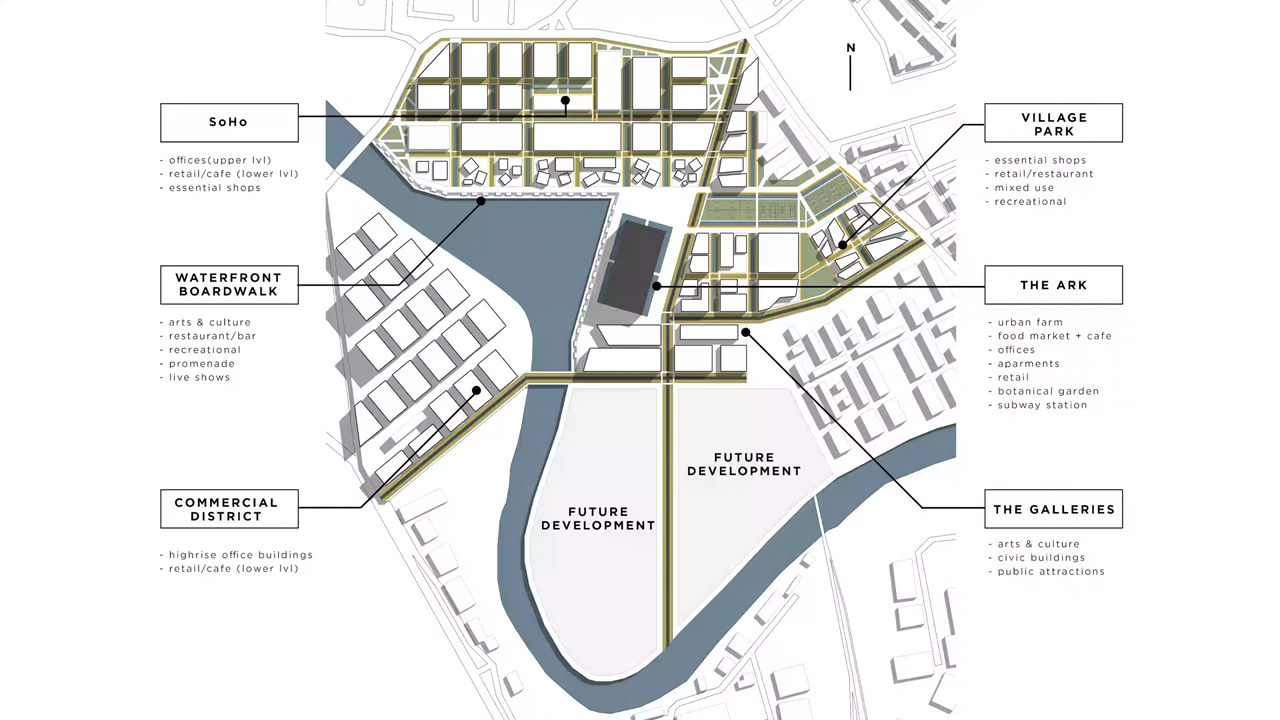 N
SoHo
- offices(upper lvl)
- retail/cafe (lower lvl)
- essential shops
WATERFRONT
BOARDWALK
- arts & culture
- restaurant/bar
- recreational
- promenade
- live shows
COMMERCIAL
DISTRICT
- highrise office buildings
- retail/cafe (lower lvl)
FUTURE
DEVELOPMENT
FUTURE
DEVELOPMENT
VILLAGE
PARK
- essential shops
- retail/restaurant
- mixed use
- recreational
THE ARK
- urban farm
- food market + cafe
- offices
- aparments
- retail
- botanical garden
- subway station
THE GALLERIES
- arts & culture
- civic buildings
- public attractions